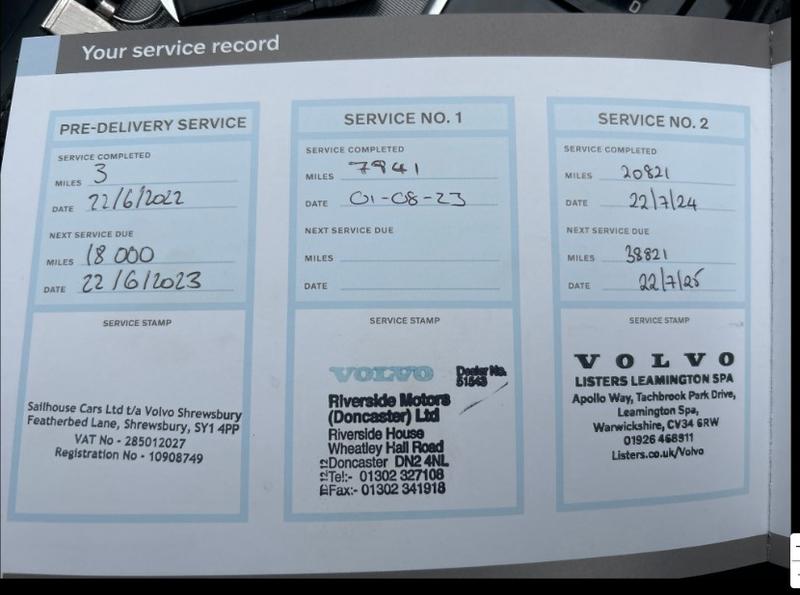 Your service record
PRE-DELIVERY SERVICE
SERVICE COMPLETED
MILES 3
DATE 22/6/2022
NEXT SERVICE DUE
MILES 18 000
DATE 22/6/2023
SERVICE STAMP
Sailhouse Cars Ltd t/a Volvo Shrewsbury
Featherbed Lane, Shrewsbury, SY1 4PP
VAT No - 285012027
Registration No - 10908749
SERVICE NO. 1
SERVICE COMPLETED
MILES 7941
DATE 01-08-23
NEXT SERVICE DUE
MILES
DATE
SERVICE STAMP
VOLVO
Dealer No.
51543
Riverside Motors
(Doncaster) Ltd
Riverside House
Wheatley Hall Road
Doncaster DN2 4NL
Tel:- 01302 327108
Fax:- 01302 341918
SERVICE NO. 2
SERVICE COMPLETED
MILES 20821
DATE 22/7/24
NEXT SERVICE DUE
MILES 38821
DATE 22/7/25
SERVICE STAMP
VOLVO
LISTERS LEAMINGTON SPA
Apollo Way, Tachbrook Park Drive,
Leamington Spa,
Warwickshire, CV34 6RW
01926 468911
Listers.co.uk/Volvo